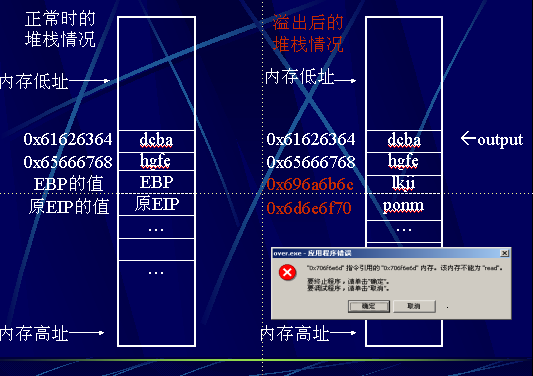 正常时的
堆栈情况
内存低址
0x61626364
dcba
0x65666768
hgfe
EBP的值
EBP
原EIP的值
原EIP
...
...
内存高址
溢出后的
堆栈情况
内存低址
0x61626364
dcba
←output
0x65666768
hgfe
0x696a6b6c
lkji
0x6d6e6f70
ponm
...
over.exe - 应用程序错误
"0x706f6e6d" 指令引用的 "0x706f6e6d" 内存。该内存不能为 "read"。
要终止程序，请单击"确定"。
要调试程序，请单击"取消"。
确定
取消
内存高址